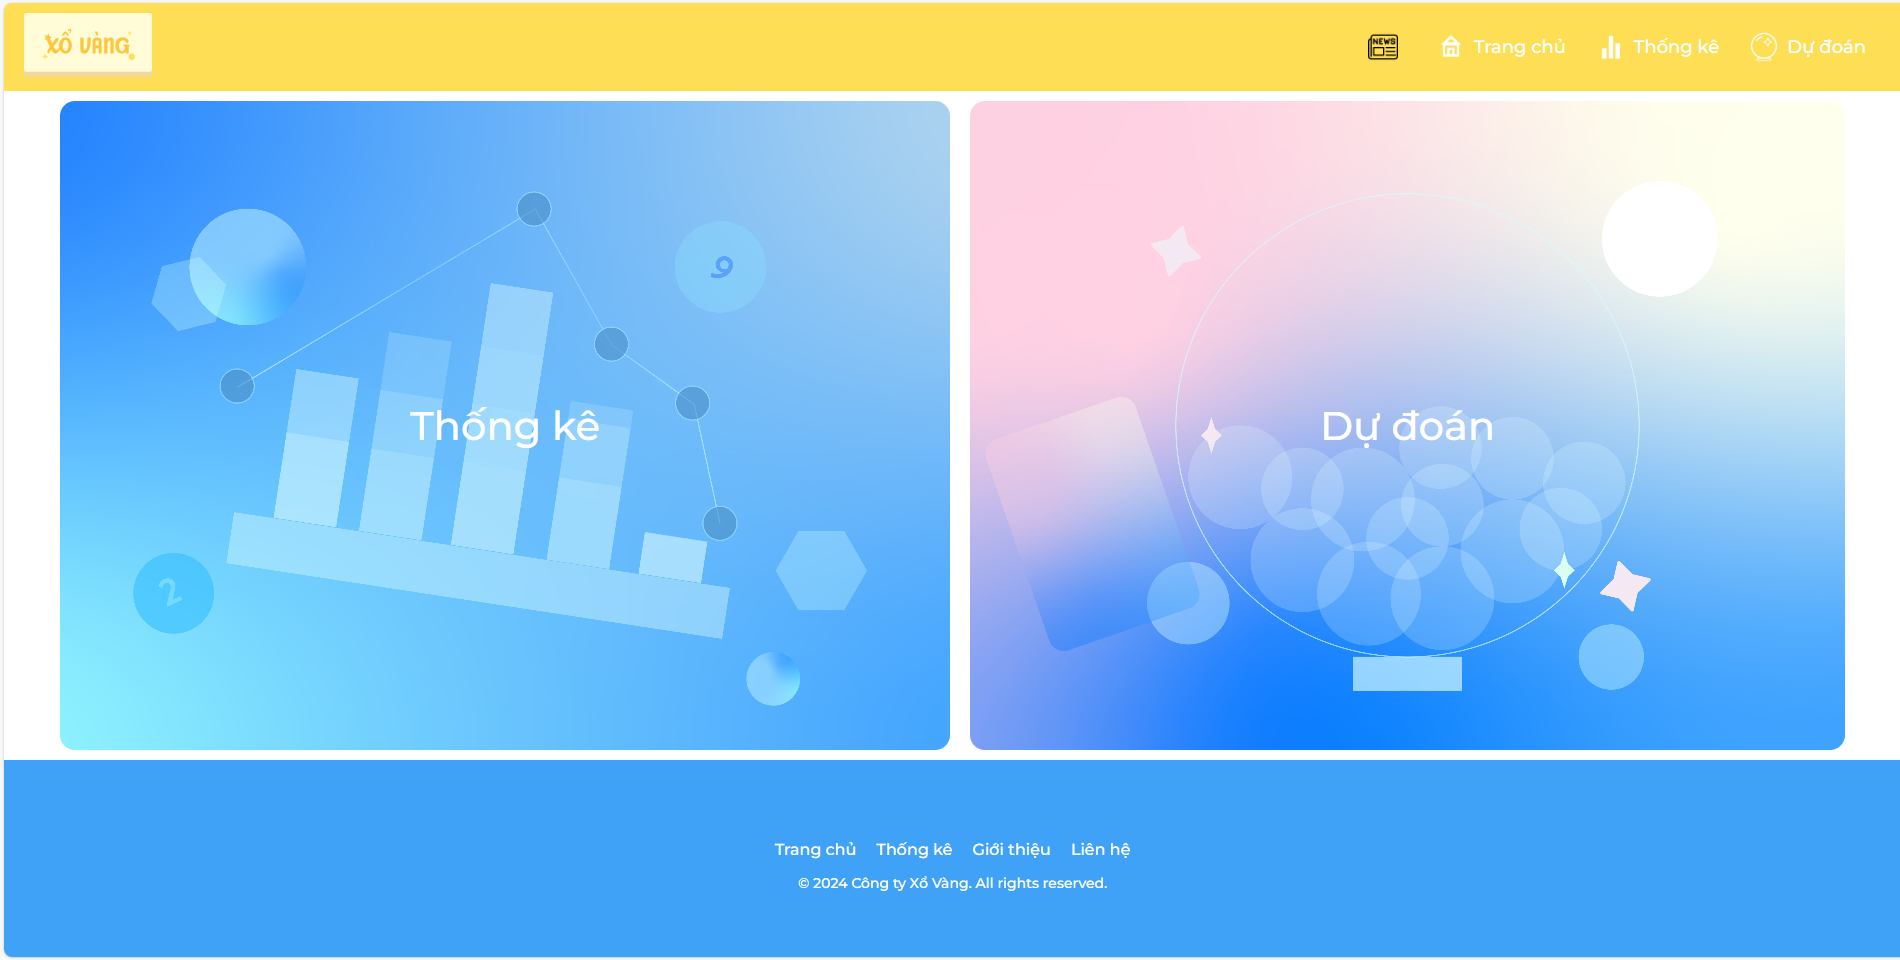 XỔ VÀNG
NEWS
Trang chủ
Thống kê
Dự đoán
9
Thống kê
2
Dự đoán
Trang chủ Thống kê Giới thiệu Liên hệ
© 2024 Công ty Xổ Vàng. All rights reserved.